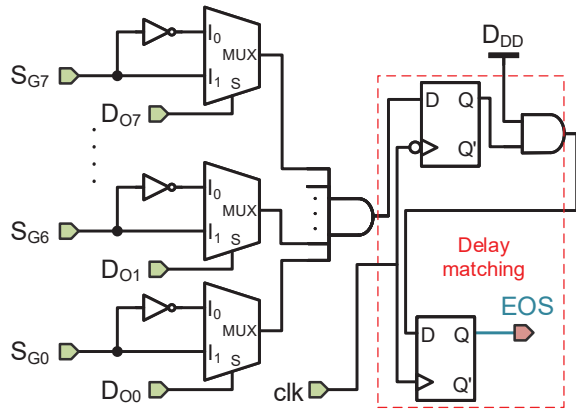 I0
MUX
SG7
I1
S
DO7
DDD
D
Q
Q'
I0
MUX
SG6
I1
S
DO1
Delay
matching
I0
MUX
SG0
I1
S
DO0
clk
D
Q
EOS
Q'